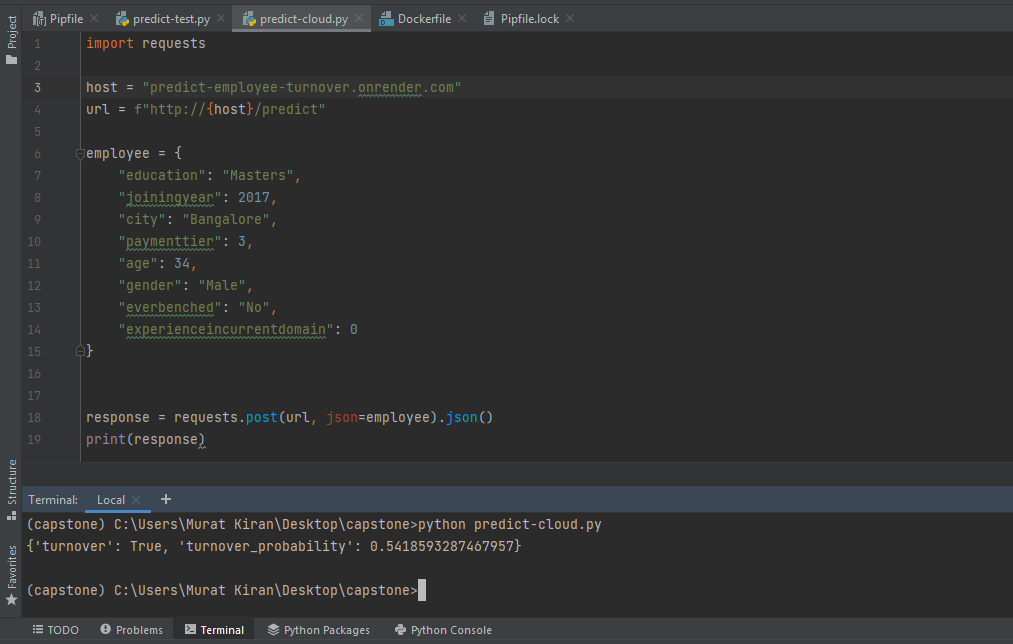 Project
Pipfile predict-test.py predict-cloud.py Dockerfile Pipfile.lock
1 import requests
2
3 host = "predict-employee-turnover.onrender.com"
4 url = f"http://{host}/predict"
5
6 employee = {
7 "education": "Masters",
8 "joiningyear": 2017,
9 "city": "Bangalore",
10 "paymenttier": 3,
11 "age": 34,
12 "gender": "Male",
13 "everbenched": "No",
14 "experienceincurrentdomain": 0
15 }
16
17
18 response = requests.post(url, json=employee).json()
19 print(response)
Structure
Favorites
Terminal: Local +
(capstone) C:\Users\Murat Kiran\Desktop\capstone>python predict-cloud.py
{'turnover': True, 'turnover_probability': 0.5418593287467957}
(capstone) C:\Users\Murat Kiran\Desktop\capstone>
TODO Problems Terminal Python Packages Python Console